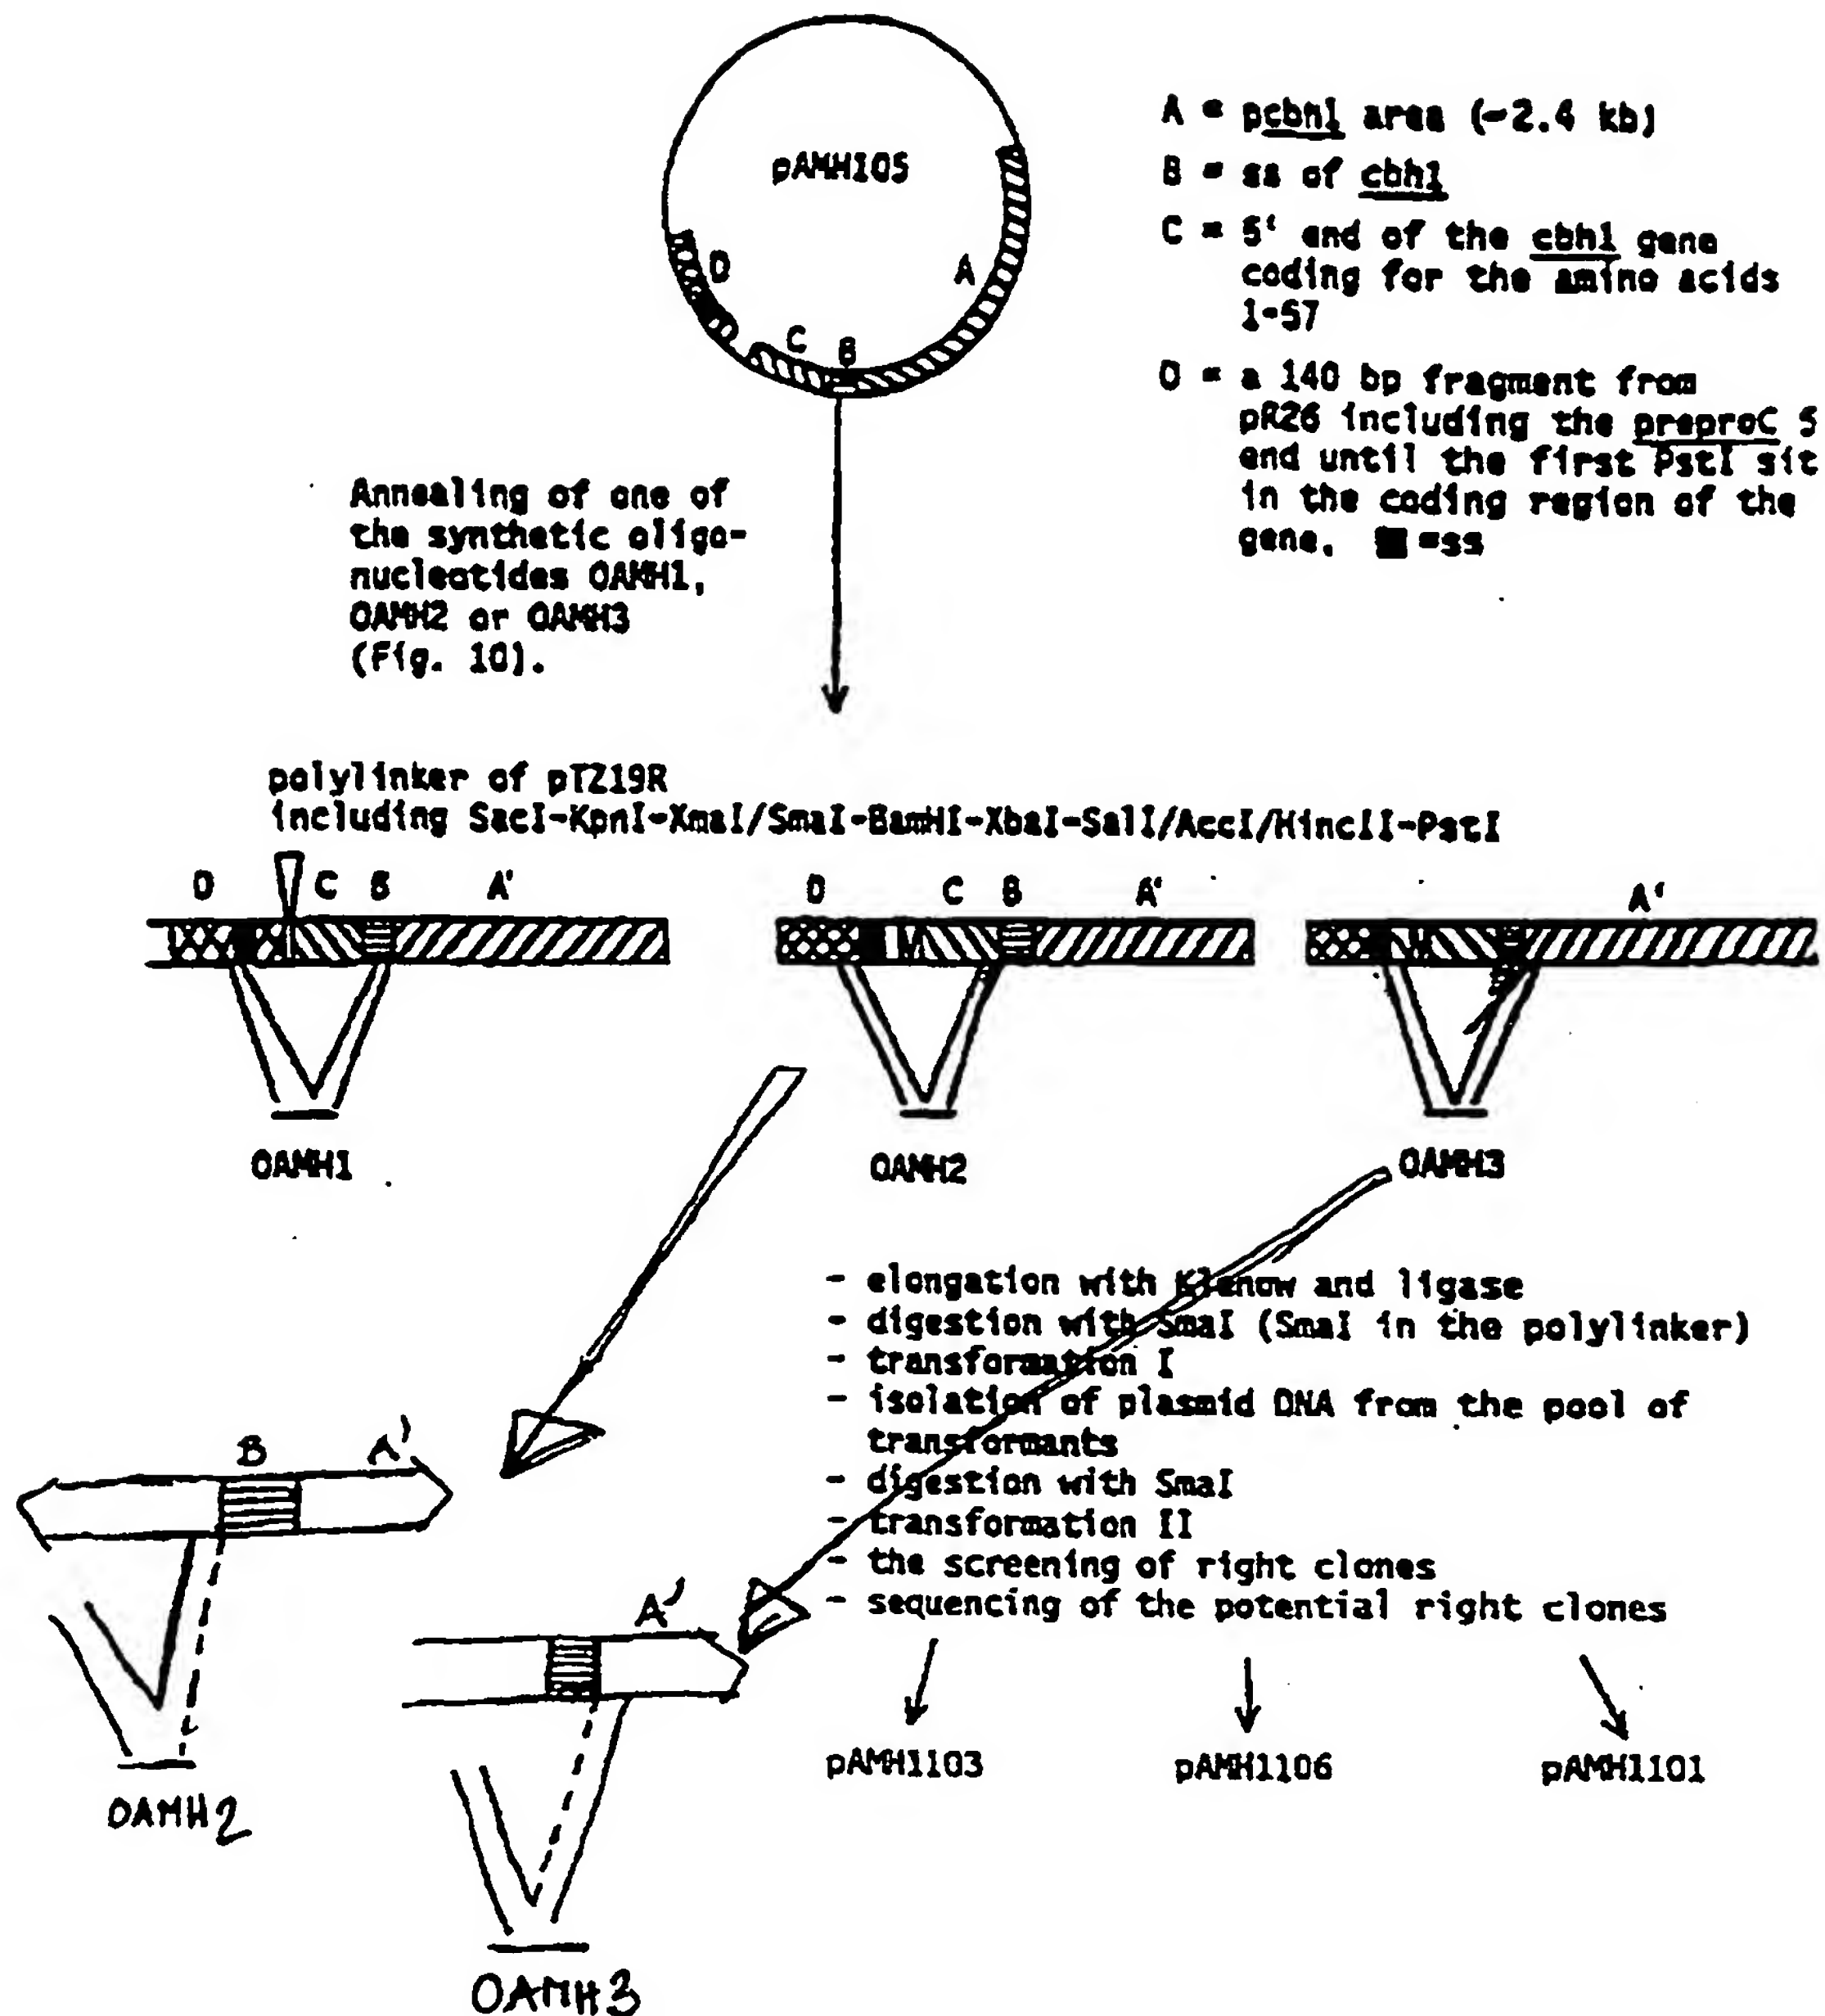 pAMH105
A
B
C
D
A = pcbh1 area (~2.4 kb)
B = ss of cbh1
C = 5' end of the cbh1 gene
coding for the amino acids
1-57
D = a 140 bp fragment from
pR26 including the preproC 5
end until the first PstI sit
in the coding region of the
gene. =ss
Annealing of one of
the synthetic oligo-
nucleotides OAMH1,
OAMH2 or OAMH3
(Fig. 10).
polylinker of pTZ19R
including SacI-KpnI-XmaI/SmaI-BamHI-XbaI-SalI/AccI/HincII-PstI
D C B A'
D C B A'
A'
OAMH1
OAMH2
OAMH3
- elongation with Klenow and ligase
- digestion with SmaI (SmaI in the polylinker)
- transformation I
- isolation of plasmid DNA from the pool of
transformants
- digestion with SmaI
- transformation II
- the screening of right clones
- sequencing of the potential right clones
B A'
OAMH2
A'
OAMH3
pAMH1103
pAMH1106
pAMH1101